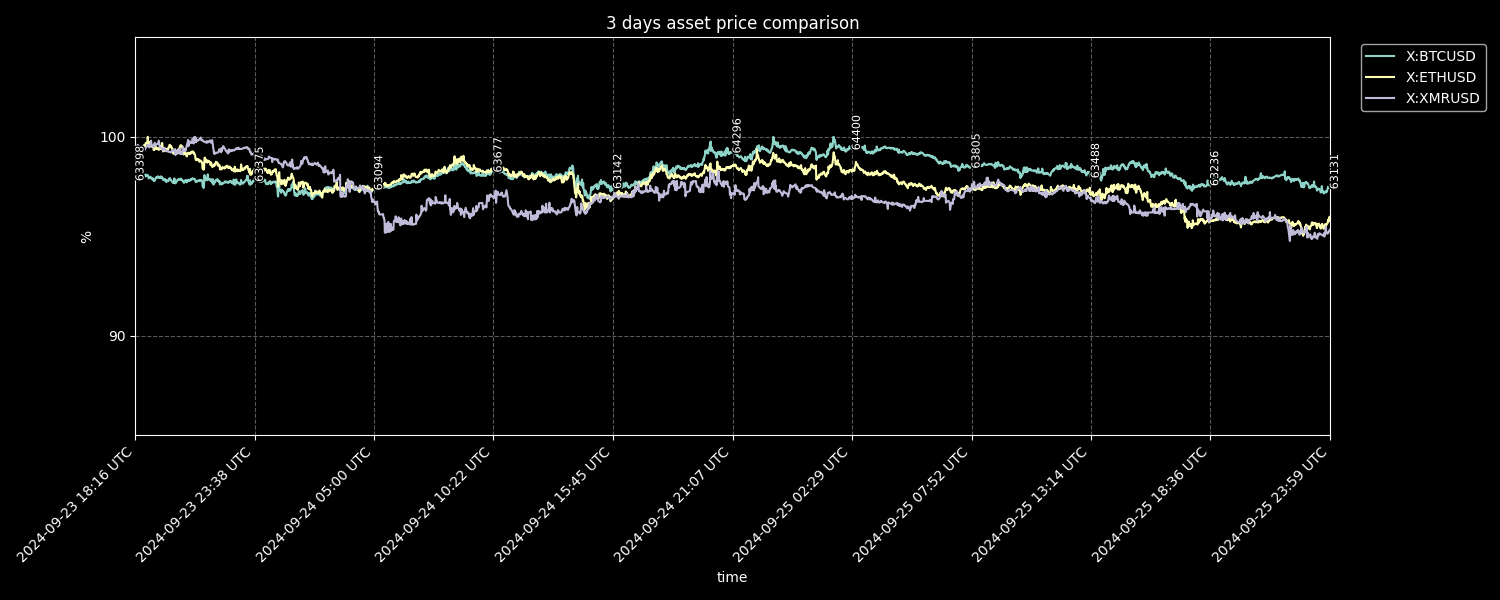 3 days asset price comparison
X:BTCUSD
X:ETHUSD
X:XMRUSD
100
90
%
63398
63375
63094
63677
63142
64296
64400
63805
63488
63236
63131
2024-09-23 18:16 UTC
2024-09-23 23:38 UTC
2024-09-24 05:00 UTC
2024-09-24 10:22 UTC
2024-09-24 15:45 UTC
2024-09-24 21:07 UTC
2024-09-25 02:29 UTC
2024-09-25 07:52 UTC
2024-09-25 13:14 UTC
2024-09-25 18:36 UTC
2024-09-25 23:59 UTC
time